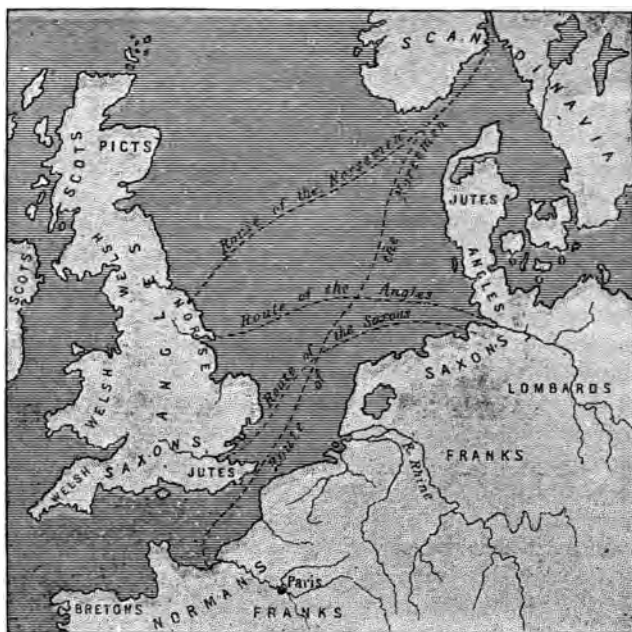 SCANDINAVIA
SCOTS
PICTS
Route of the Norsemen
Route of the Norsemen
JUTES
ANGLES
SCOTS
WELSH
ANGLES
NORSE
Route of the Angles
Route of the Saxons
SAXONS
LOMBARDS
WELSH
SAXONS
WELSH
JUTES
FRANKS
R. Rhine
BRETONS
NORMANS
Paris
FRANKS